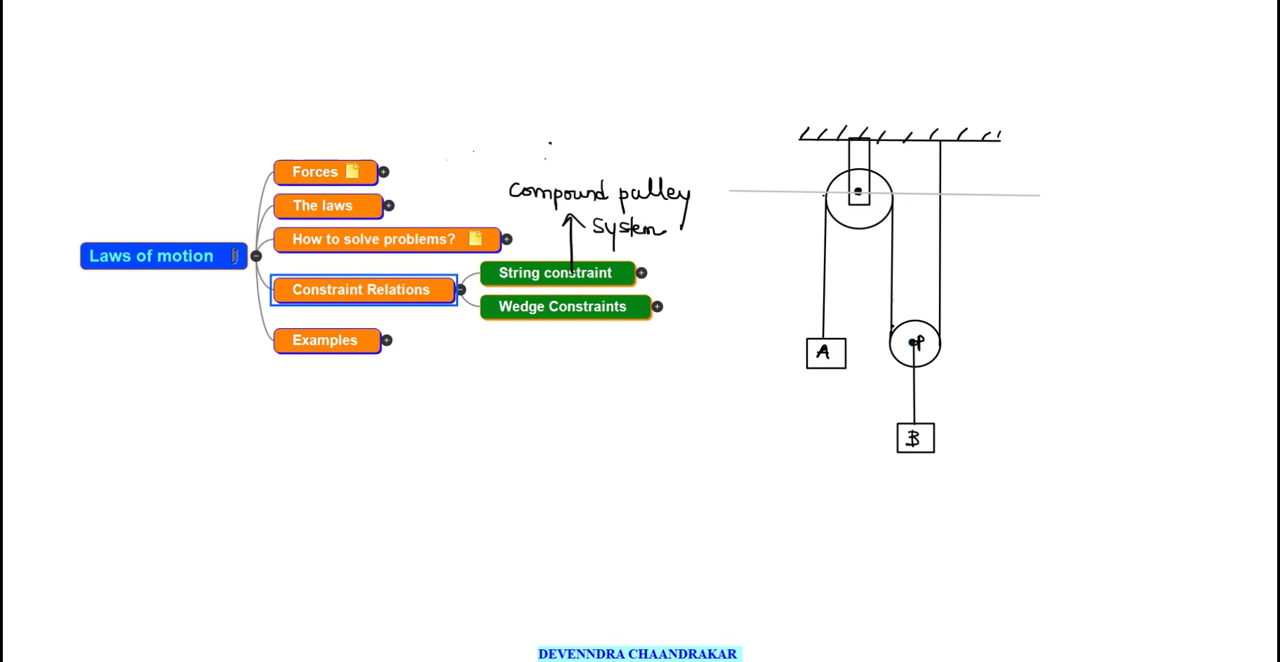 Forces
The laws
How to solve problems?
Laws of motion
Constraint Relations
Examples
String constraint
Wedge Constraints
Compound pulley
System
A
P
B
DEVENNDRA CHAANDRAKAR